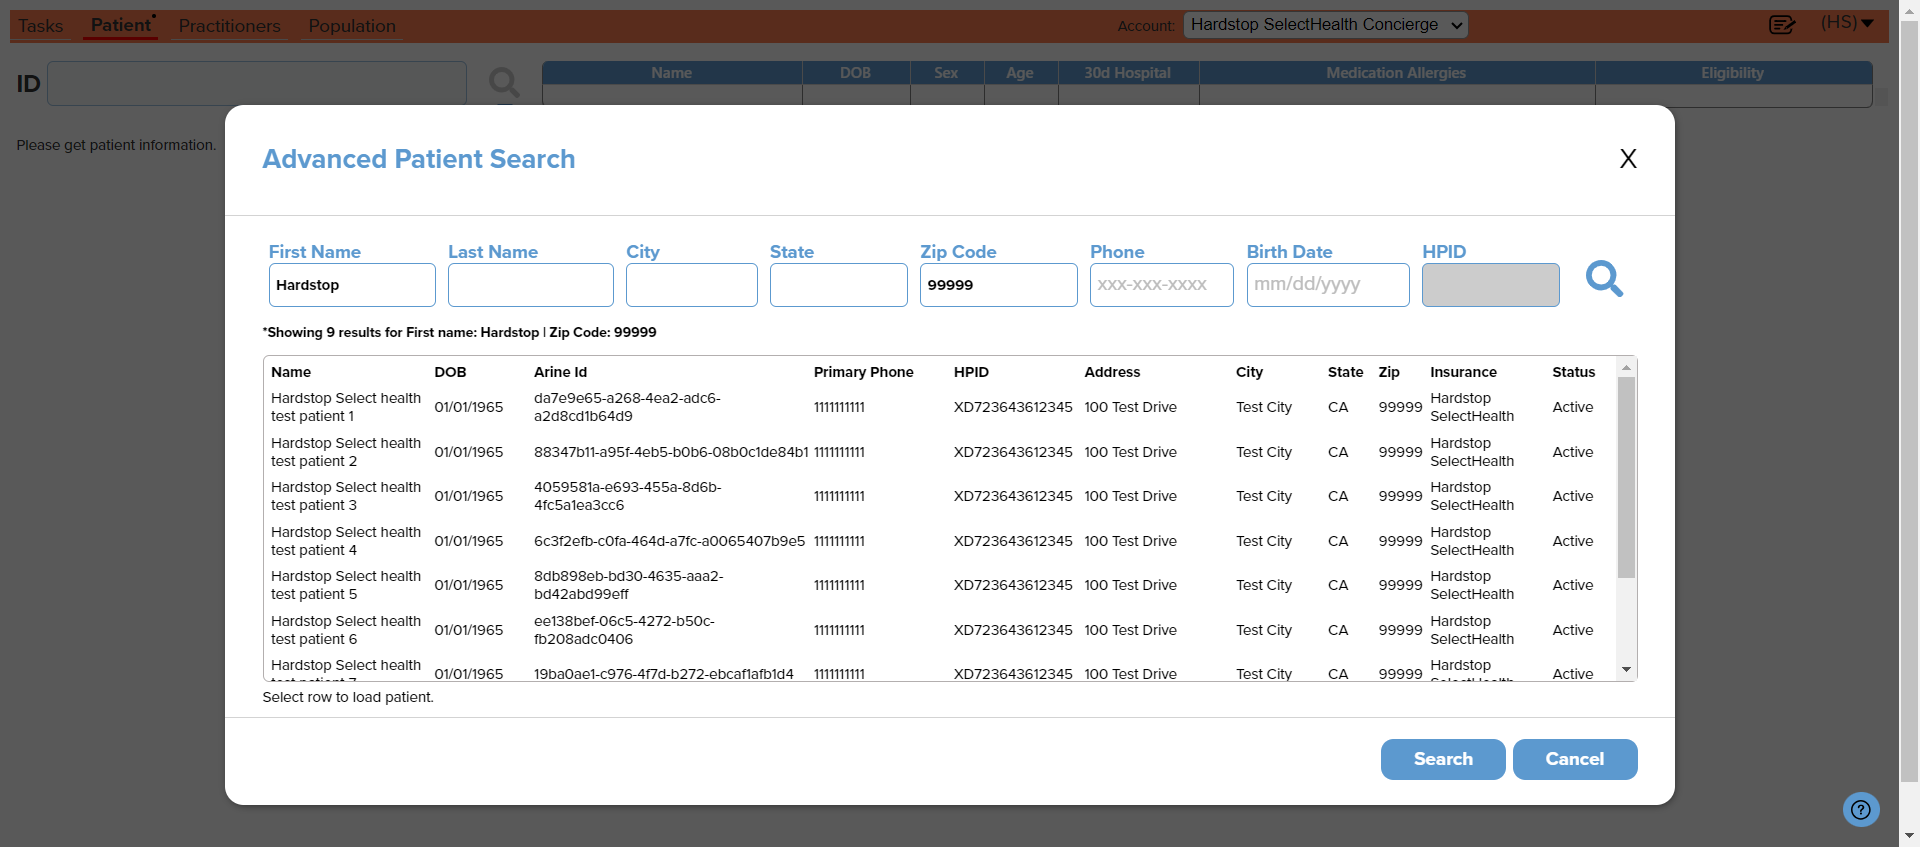 Tasks Patient Practitioners Population Account: Hardstop SelectHealth Concierge (HS)
ID Name DOB Sex Age 30d Hospital Medication Allergies Eligibility
Please get patient information.
Advanced Patient Search X
First Name Last Name City State Zip Code Phone Birth Date HPID
Hardstop 99999 xxx-xxx-xxxx mm/dd/yyyy
*Showing 9 results for First name: Hardstop | Zip Code: 99999
Name DOB Arine Id Primary Phone HPID Address City State Zip Insurance Status
Hardstop Select health da7e9e65-a268-4ea2-adc6- Hardstop
test patient 1 01/01/1965 a2d8cd1b64d9 1111111111 XD723643612345 100 Test Drive Test City CA 99999 SelectHealth Active
Hardstop Select health Hardstop
test patient 2 01/01/1965 88347b11-a95f-4eb5-b0b6-08b0c1de84b1 1111111111 XD723643612345 100 Test Drive Test City CA 99999 SelectHealth Active
Hardstop Select health 4059581a-e693-455a-8d6b- Hardstop
test patient 3 01/01/1965 4fc5a1ea3cc6 1111111111 XD723643612345 100 Test Drive Test City CA 99999 SelectHealth Active
Hardstop Select health Hardstop
test patient 4 01/01/1965 6c3f2efb-c0fa-464d-a7fc-a0065407b9e5 1111111111 XD723643612345 100 Test Drive Test City CA 99999 SelectHealth Active
Hardstop Select health 8db898eb-bd30-4635-aaa2- Hardstop
test patient 5 01/01/1965 bd42abd99eff 1111111111 XD723643612345 100 Test Drive Test City CA 99999 SelectHealth Active
Hardstop Select health ee138bef-06c5-4272-b50c- Hardstop
test patient 6 01/01/1965 fb208adc0406 1111111111 XD723643612345 100 Test Drive Test City CA 99999 SelectHealth Active
Hardstop Select health Hardstop
01/01/1965 19ba0ae1-c976-4f7d-b272-ebcaf1afb1d4 1111111111 XD723643612345 100 Test Drive Test City CA 99999 Active
Select row to load patient.
Search Cancel